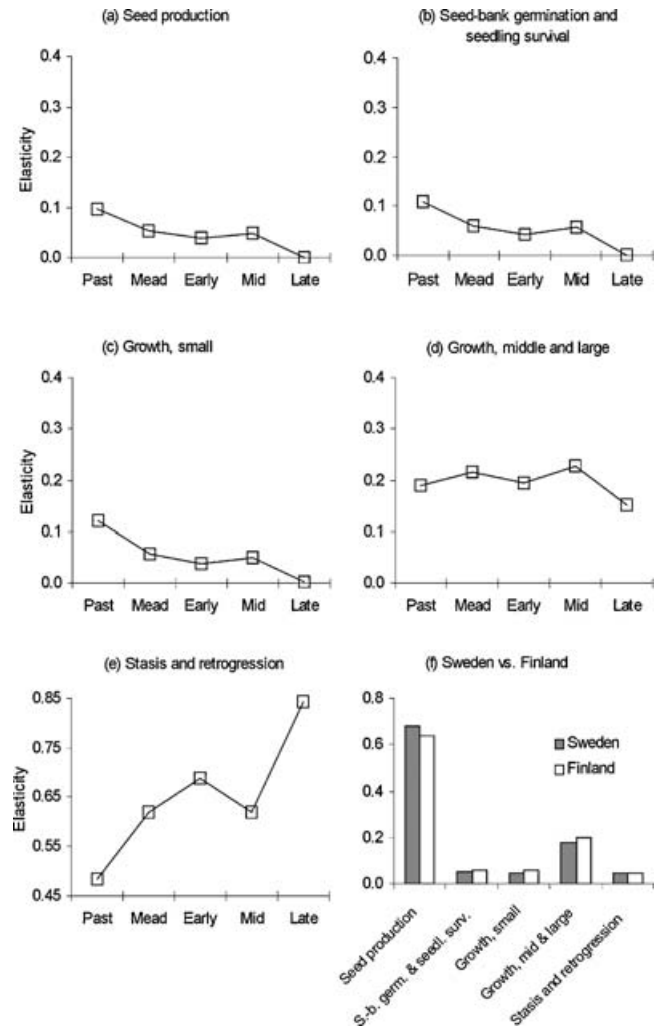 (a) Seed production
Elasticity
0.4
0.3
0.2
0.1
0.0
Past Mead Early Mid Late
(b) Seed-bank germination and
seedling survival
0.4
0.3
0.2
0.1
0.0
Past Mead Early Mid Late
(c) Growth, small
Elasticity
0.4
0.3
0.2
0.1
0.0
Past Mead Early Mid Late
(d) Growth, middle and large
0.4
0.3
0.2
0.1
0.0
Past Mead Early Mid Late
(e) Stasis and retrogression
Elasticity
0.85
0.75
0.65
0.55
0.45
Past Mead Early Mid Late
(f) Sweden vs. Finland
0.8
0.6
0.4
0.2
0.0
Sweden
Finland
Seed production
S.-b. germ. & seedl. surv.
Growth, small
Growth, mid & large
Stasis and retrogression